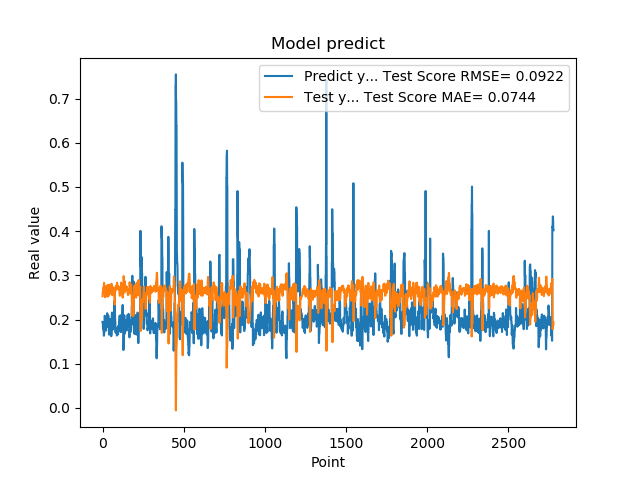 Model predict
Predict y... Test Score RMSE= 0.0922
Test y... Test Score MAE= 0.0744
Real value
0.7
0.6
0.5
0.4
0.3
0.2
0.1
0.0
0 500 1000 1500 2000 2500
Point